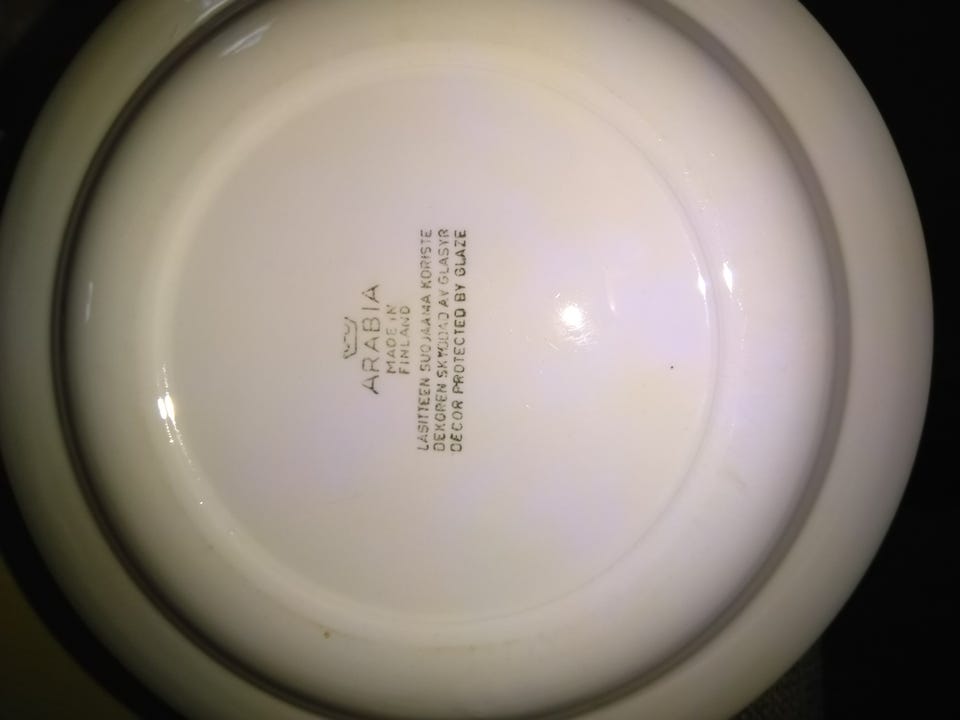 ARABIA
MADE IN
FINLAND
LASITTEEN SUOJAAMA KORISTE
DEKOREN SKYDDAD AV GLASYR
DECOR PROTECTED BY GLAZE